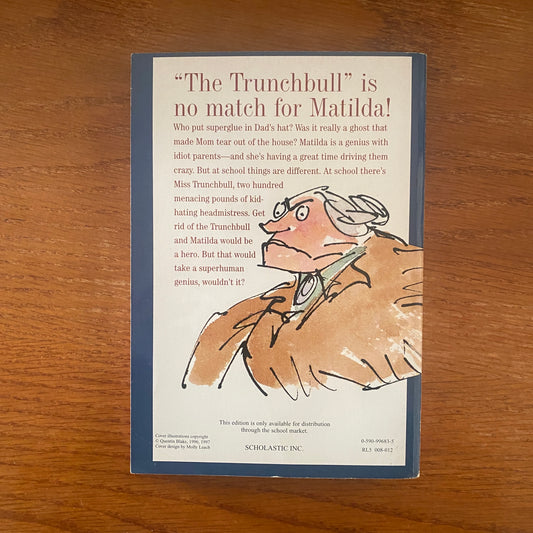 “The Trunchbull” is
no match for Matilda!
Who put superglue in Dad's hat? Was it really a ghost that
made Mom tear out of the house? Matilda is a genius with
idiot parents—and she's having a great time driving them
crazy. But at school things are different. At school there's
Miss Trunchbull, two hundred
menacing pounds of kid-
hating headmistress. Get
rid of the Trunchbull
and Matilda would be
a hero. But that would
take a superhuman
genius, wouldn't it?
This edition is only available for distribution
through the school market.
Cover illustrations copyright
© Quentin Blake, 1996, 1997
Cover design by Molly Leach
SCHOLASTIC INC.
0-590-99683-5
RL3 008-012